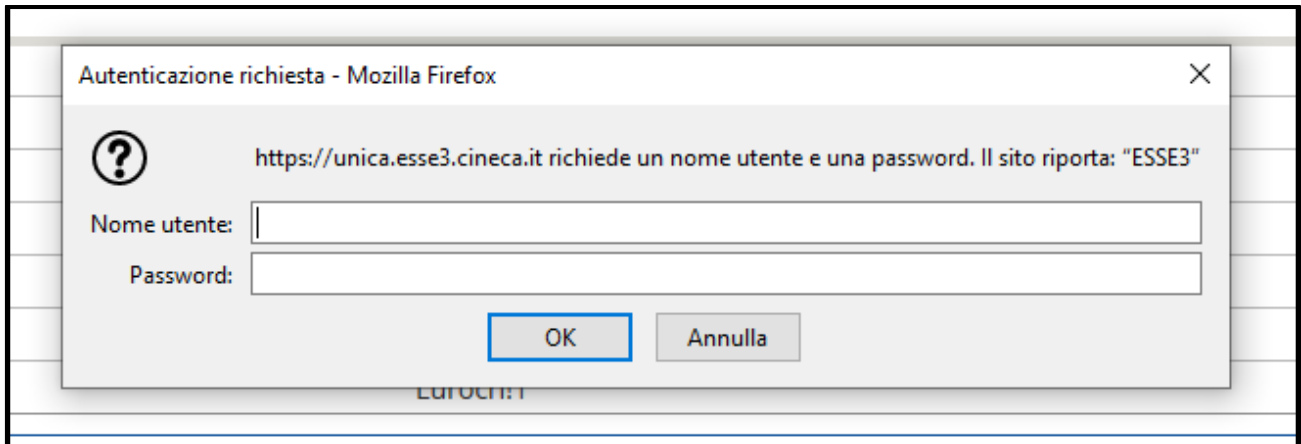 Autenticazione richiesta - Mozilla Firefox
https://unica.esse3.cineca.it richiede un nome utente e una password. Il sito riporta: “ESSE3”
Nome utente:
Password:
OK Annulla